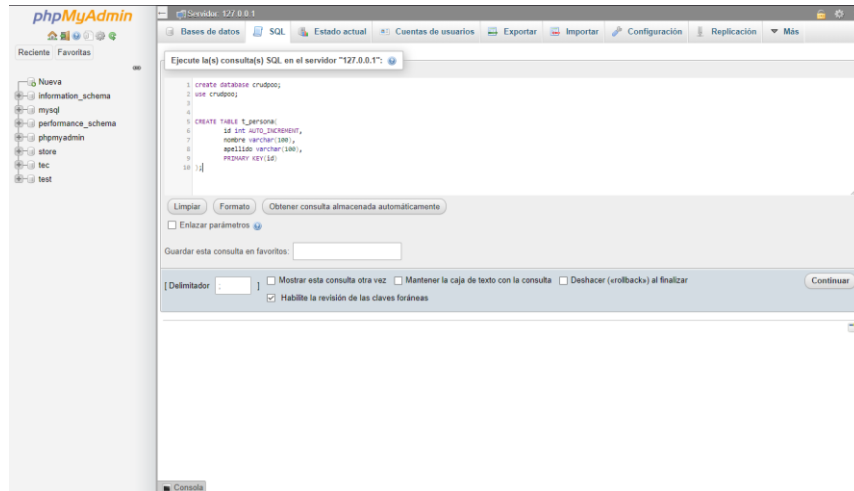 phpMyAdmin
Reciente Favoritas
Nueva
information_schema
mysql
performance_schema
phpmyadmin
store
tec
test
Servidor: 127.0.0.1
Bases de datos SQL Estado actual Cuentas de usuarios Exportar Importar Configuración Replicación Más
Ejecute la(s) consulta(s) SQL en el servidor "127.0.0.1":
1 create database crudpoo;
2 use crudpoo;
3
4
5 CREATE TABLE t_persona(
6 id int AUTO_INCREMENT,
7 nombre varchar(100),
8 apellido varchar(100),
9 PRIMARY KEY(id)
10 );
Limpiar Formato Obtener consulta almacenada automáticamente
Enlazar parámetros
Guardar esta consulta en favoritos:
[ Delimitador ; ] Mostrar esta consulta otra vez Mantener la caja de texto con la consulta Deshacer («rollback») al finalizar
Habilite la revisión de las claves foráneas
Continuar
Consola